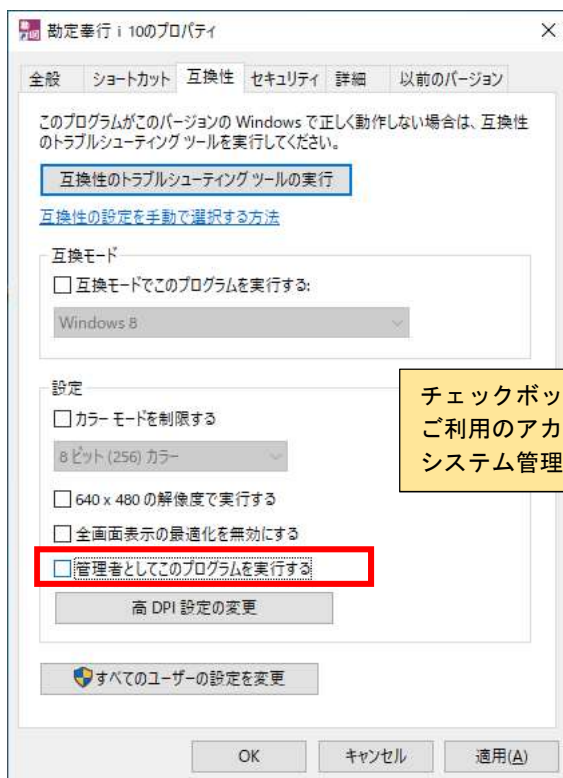 勘定奉行 i 10のプロパティ
全般 ショートカット 互換性 セキュリティ 詳細 以前のバージョン
このプログラムがこのバージョンの Windows で正しく動作しない場合は、互換性
のトラブルシューティング ツールを実行してください。
互換性のトラブルシューティング ツールの実行
互換性の設定を手動で選択する方法
互換モード
互換モードでこのプログラムを実行する:
Windows 8
設定
カラー モードを制限する
8 ビット (256) カラー
640 x 480 の解像度で実行する
全画面表示の最適化を無効にする
管理者としてこのプログラムを実行する
高 DPI 設定の変更
チェックボッ
ご利用のアカ
システム管理
すべてのユーザーの設定を変更
OK キャンセル 適用(A)